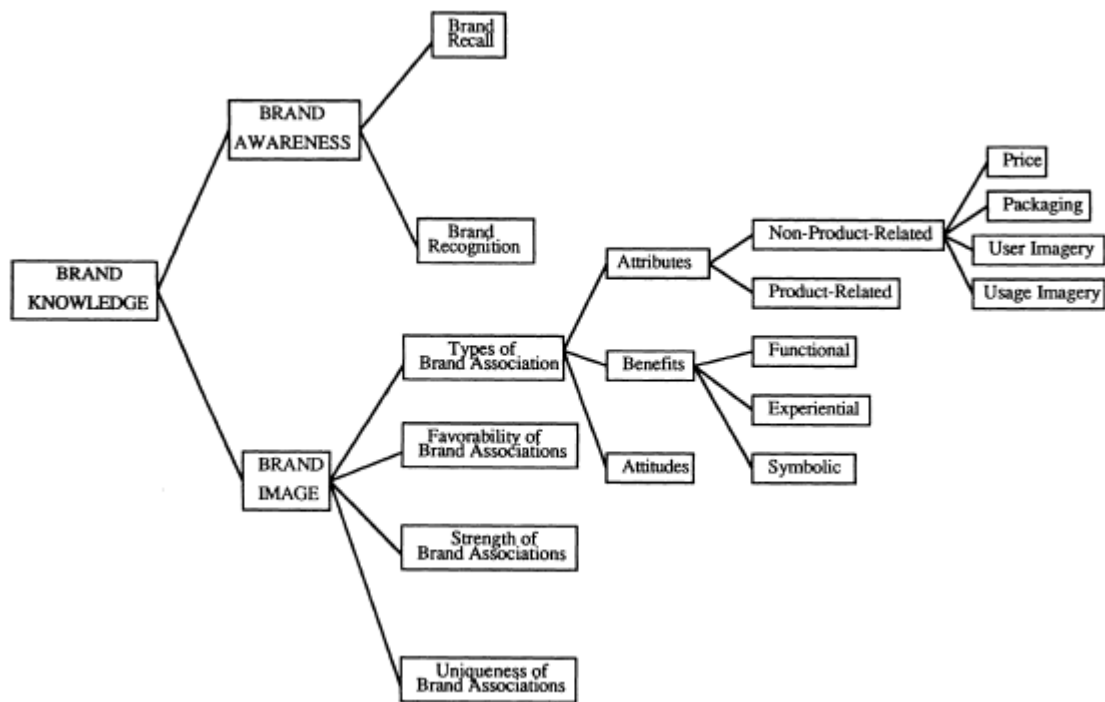 Brand
Recall
BRAND
AWARENESS
Brand
Recognition
BRAND
KNOWLEDGE
BRAND
IMAGE
Types of
Brand Association
Favorability of
Brand Associations
Strength of
Brand Associations
Uniqueness of
Brand Associations
Attributes
Benefits
Attitudes
Non-Product-Related
Product-Related
Functional
Experiential
Symbolic
Price
Packaging
User Imagery
Usage Imagery